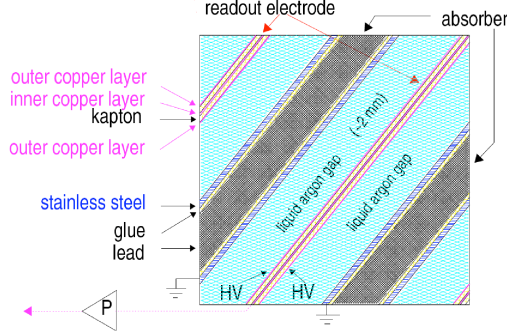 readout electrode
absorber
outer copper layer
inner copper layer
kapton
outer copper layer
(~2 mm)
liquid argon gap
liquid argon gap
stainless steel
glue
lead
HV
HV
P